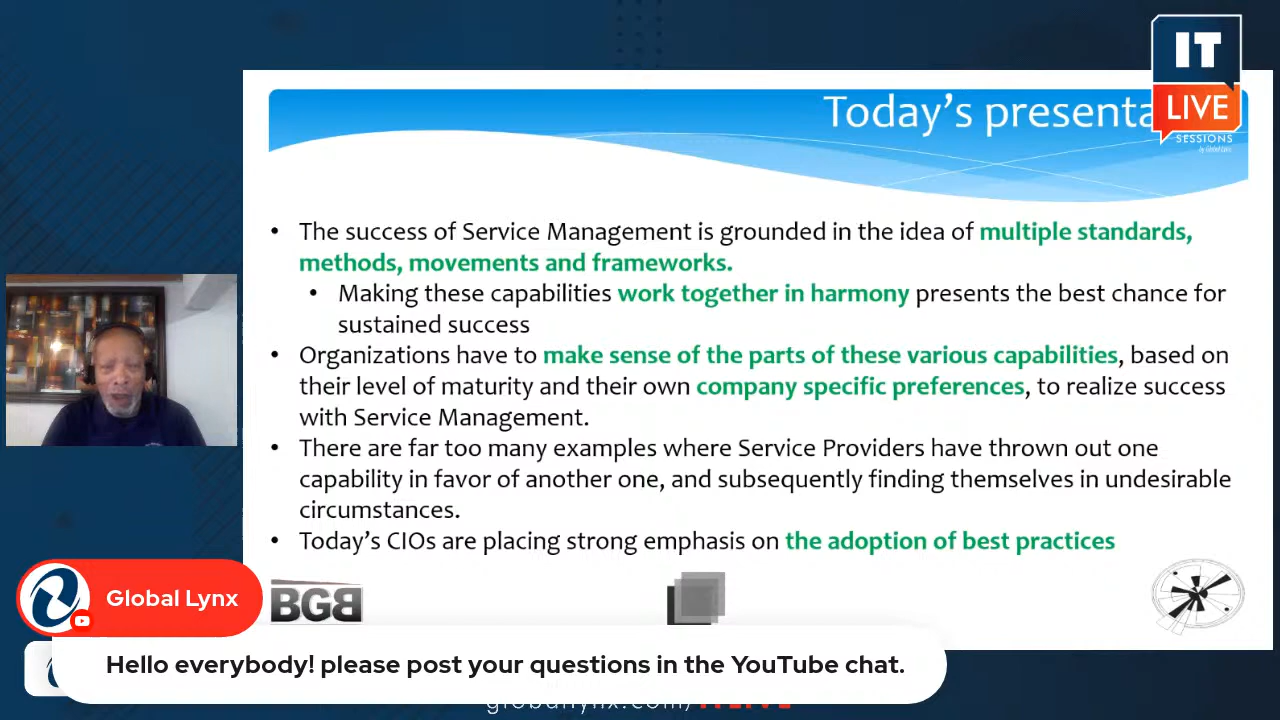 IT
LIVE
SESSIONS
by Global Lynx
Today's presenta
• The success of Service Management is grounded in the idea of multiple standards,
methods, movements and frameworks.
• Making these capabilities work together in harmony presents the best chance for
sustained success
• Organizations have to make sense of the parts of these various capabilities, based on
their level of maturity and their own company specific preferences, to realize success
with Service Management.
• There are far too many examples where Service Providers have thrown out one
capability in favor of another one, and subsequently finding themselves in undesirable
circumstances.
• Today's CIOs are placing strong emphasis on the adoption of best practices
BGB
Global Lynx
Hello everybody! please post your questions in the YouTube chat.